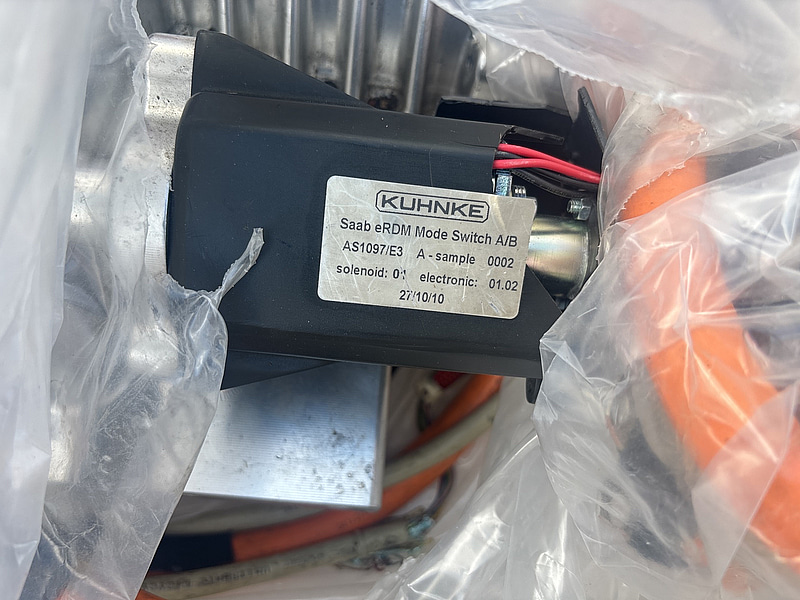 KUHNKE
Saab eRDM Mode Switch A/B
AS1097/E3 A - sample 0002
solenoid: 01 electronic: 01.02
27/10/10